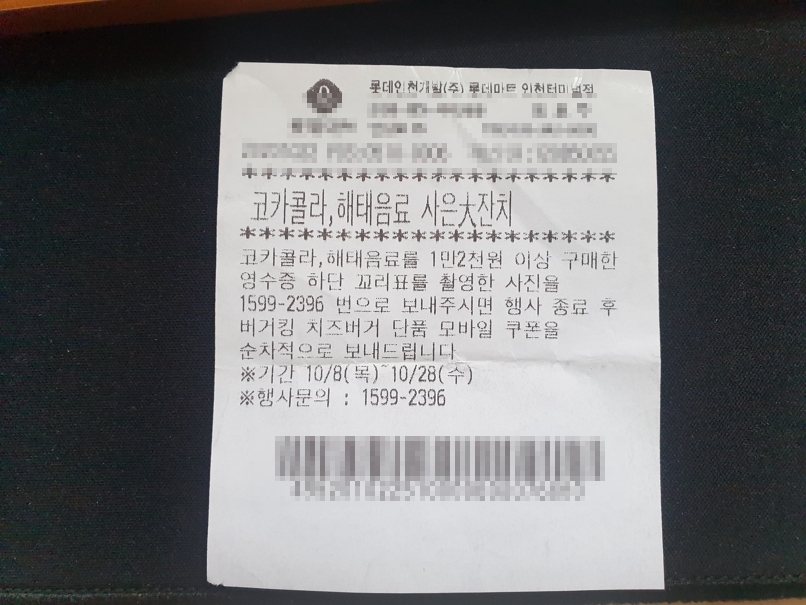 롯데인천개발(주) 롯데마트 인천터미널점
********************
코카콜라,해태음료 사은大잔치
********************
코카콜라,해태음료를 1만2천원 이상 구매한
영수증 하단 꼬리표를 촬영한 사진을
1599-2396 번으로 보내주시면 행사 종료 후
버거킹 치즈버거 단품 모바일 쿠폰을
순차적으로 보내드립니다
※기간 10/8(목)~10/28(수)
※행사문의 : 1599-2396